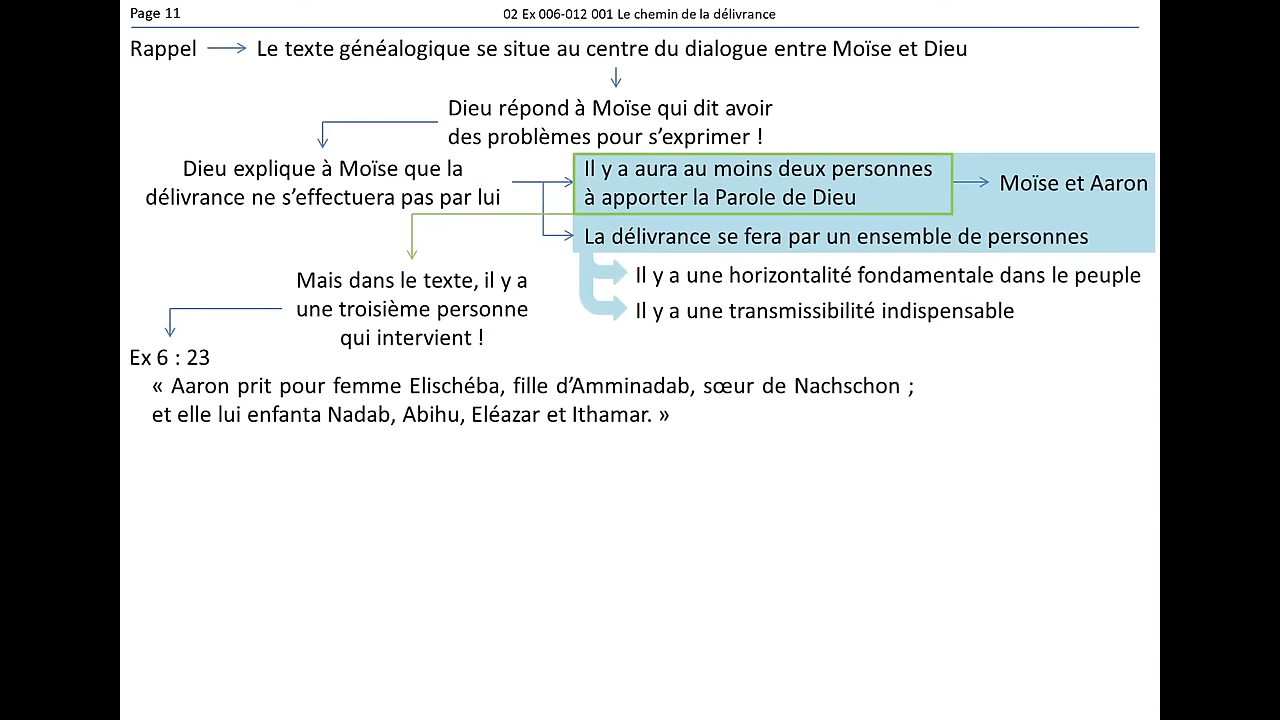 Page 11
02 Ex 006-012 001 Le chemin de la délivrance
Rappel
Le texte généalogique se situe au centre du dialogue entre Moïse et Dieu
Dieu répond à Moïse qui dit avoir
des problèmes pour s’exprimer !
Dieu explique à Moïse que la
délivrance ne s’effectuera pas par lui
Il y a aura au moins deux personnes
à apporter la Parole de Dieu
Moïse et Aaron
La délivrance se fera par un ensemble de personnes
Il y a une horizontalité fondamentale dans le peuple
Il y a une transmissibilité indispensable
Mais dans le texte, il y a
une troisième personne
qui intervient !
Ex 6 : 23
« Aaron prit pour femme Elischéba, fille d’Amminadab, sœur de Nachschon ;
et elle lui enfanta Nadab, Abihu, Eléazar et Ithamar. »